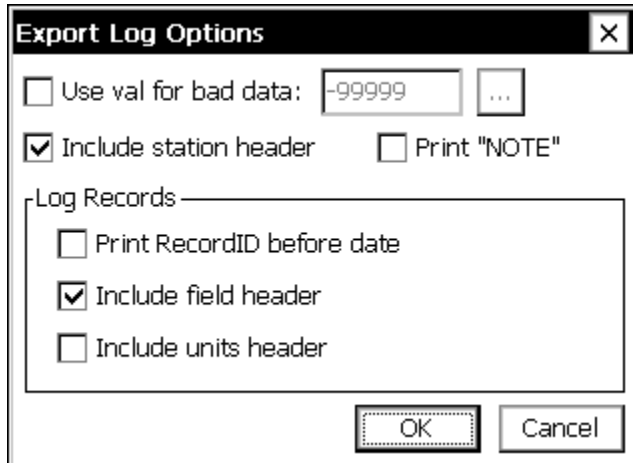 Export Log Options
Use val for bad data: -99999 ...
Include station header Print "NOTE"
Log Records
Print RecordID before date
Include field header
Include units header
OK Cancel